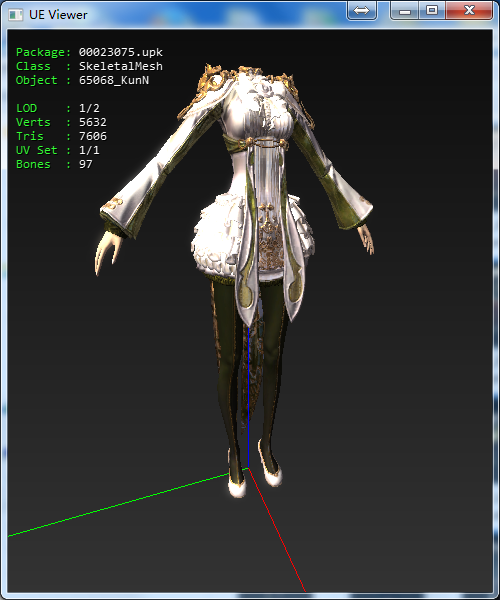 UE Viewer
Package: 00023075.upk
Class : SkeletalMesh
Object : 65068_KunN
LOD : 1/2
Verts : 5632
Tris : 7606
UV Set : 1/1
Bones : 97